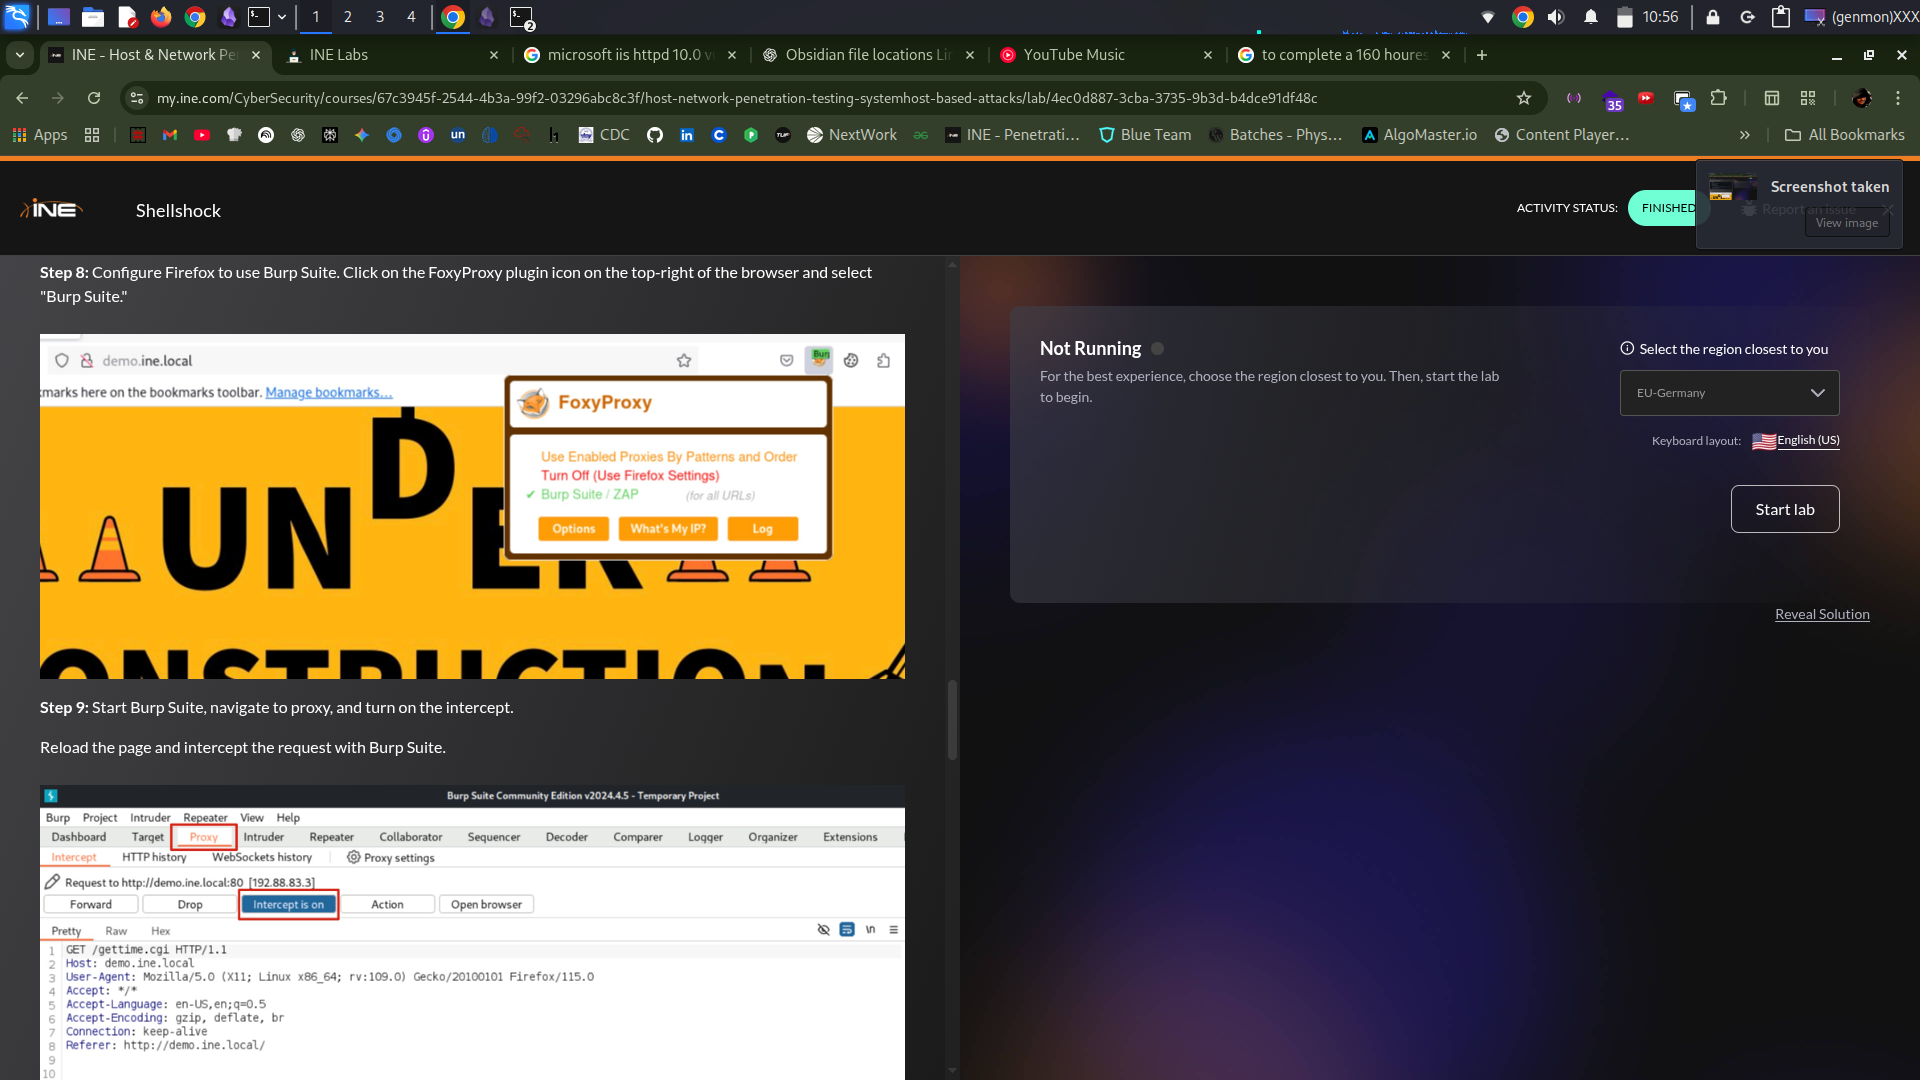 1
2
3
4
2
10:56
(genmon)XXX
INE - Host & Network Pe
INE Labs
microsoft iis httpd 10.0 v
Obsidian file locations Li
YouTube Music
to complete a 160 houres
my.ine.com/CyberSecurity/courses/67c3945f-2544-4b3a-99f2-03296abc8c3f/host-network-penetration-testing-systemhost-based-attacks/lab/4ec0d887-3cba-3735-9b3d-b4dce91df48c
35
Apps
CDC
NextWork
INE - Penetrati...
Blue Team
Batches - Phys...
AlgoMaster.io
Content Player...
All Bookmarks
INE
Shellshock
ACTIVITY STATUS:
FINISHED
Screenshot taken
Report an issue
View image
Step 8: Configure Firefox to use Burp Suite. Click on the FoxyProxy plugin icon on the top-right of the browser and select
"Burp Suite."
demo.ine.local
Burp
kmarks here on the bookmarks toolbar. Manage bookmarks…
FoxyProxy
Use Enabled Proxies By Patterns and Order
Turn Off (Use Firefox Settings)
Burp Suite / ZAP (for all URLs)
Options What's My IP? Log
UNDER
CONSTRUCTION
Step 9: Start Burp Suite, navigate to proxy, and turn on the intercept.
Reload the page and intercept the request with Burp Suite.
Burp Suite Community Edition v2024.4.5 - Temporary Project
Burp Project Intruder Repeater View Help
Dashboard Target Proxy Intruder Repeater Collaborator Sequencer Decoder Comparer Logger Organizer Extensions
Intercept HTTP history WebSockets history Proxy settings
Request to http://demo.ine.local:80 [192.88.83.3]
Forward Drop Intercept is on Action Open browser
Pretty Raw Hex
\n
1 GET /gettime.cgi HTTP/1.1
2 Host: demo.ine.local
3 User-Agent: Mozilla/5.0 (X11; Linux x86_64; rv:109.0) Gecko/20100101 Firefox/115.0
4 Accept: */*
5 Accept-Language: en-US,en;q=0.5
6 Accept-Encoding: gzip, deflate, br
7 Connection: keep-alive
8 Referer: http://demo.ine.local/
9
10
Not Running
For the best experience, choose the region closest to you. Then, start the lab
to begin.
Select the region closest to you
EU-Germany
Keyboard layout: English (US)
Start lab
Reveal Solution